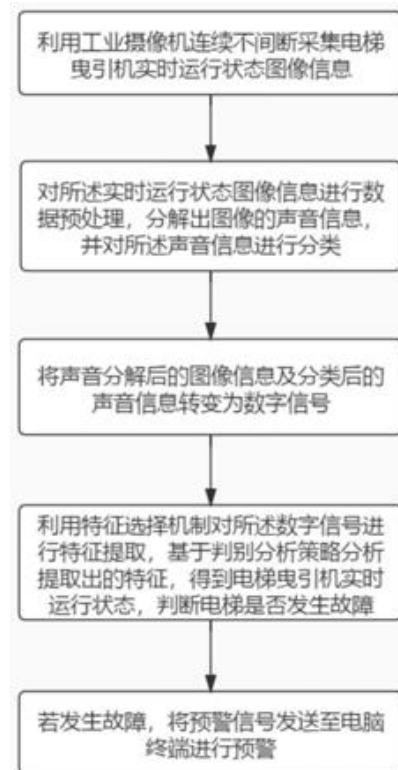 利用工业摄像机连续不间断采集电梯
曳引机实时运行状态图像信息
对所述实时运行状态图像信息进行数
据预处理，分解出图像的声音信息，
并对所述声音信息进行分类
将声音分解后的图像信息及分类后的
声音信息转变为数字信号
利用特征选择机制对所述数字信号进
行特征提取，基于判别分析策略分析
提取出的特征，得到电梯曳引机实时
运行状态，判断电梯是否发生故障
若发生故障，将预警信号发送至电脑
终端进行预警